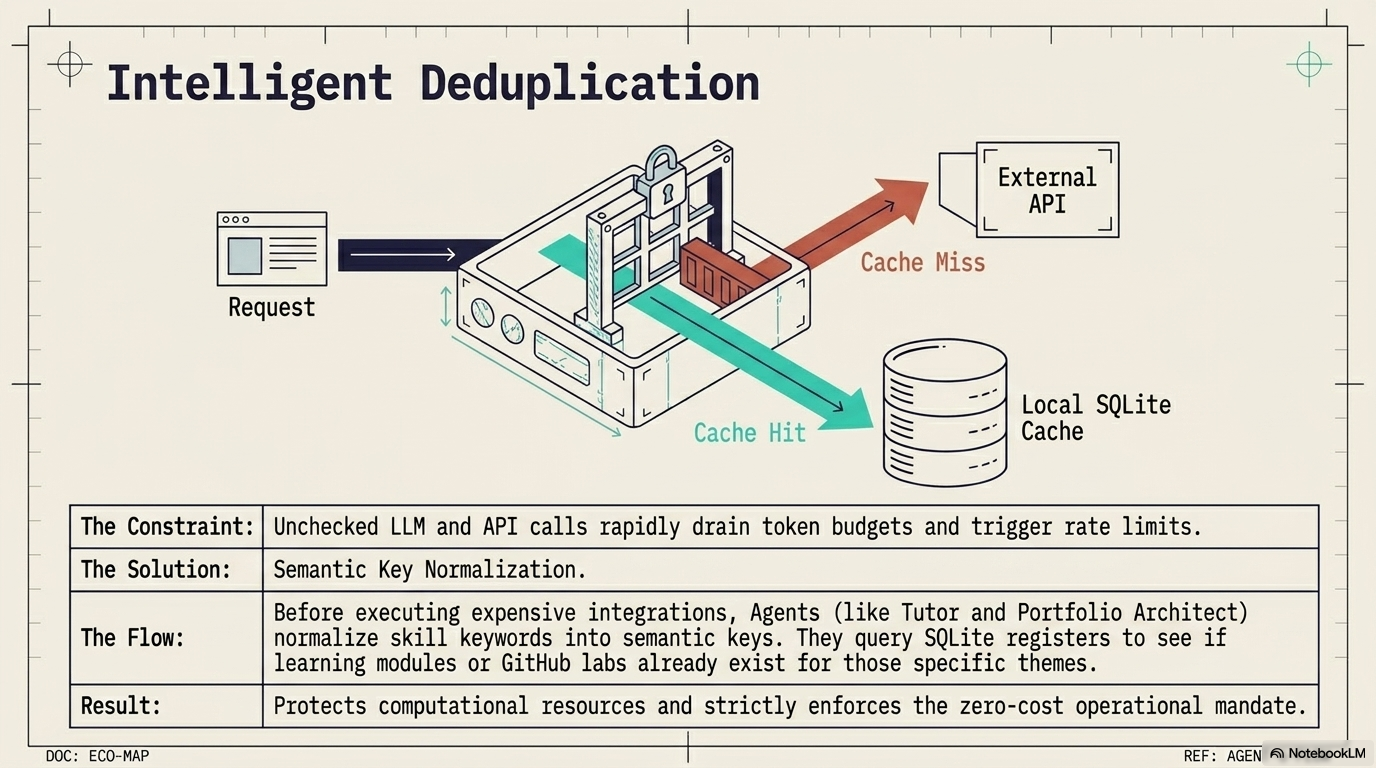 Intelligent Deduplication
Request
External
API
Cache Miss
Cache Hit
Local SQLite
Cache
The Constraint: Unchecked LLM and API calls rapidly drain token budgets and trigger rate limits.
The Solution: Semantic Key Normalization.
The Flow: Before executing expensive integrations, Agents (like Tutor and Portfolio Architect)
normalize skill keywords into semantic keys. They query SQLite registers to see if
learning modules or GitHub labs already exist for those specific themes.
Result: Protects computational resources and strictly enforces the zero-cost operational mandate.
DOC: ECO-MAP
REF: AGEN
NotebookLM